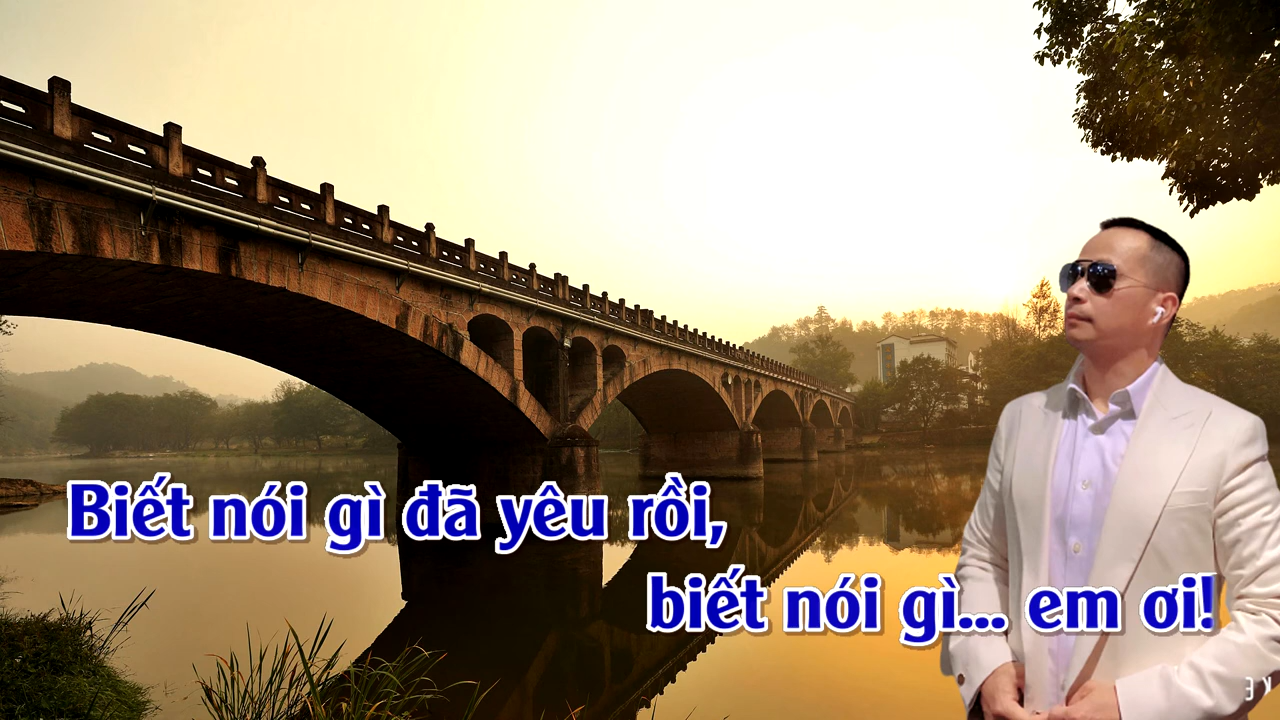 Biết nói gì đã yêu rồi,
biết nói gì... em ơi!